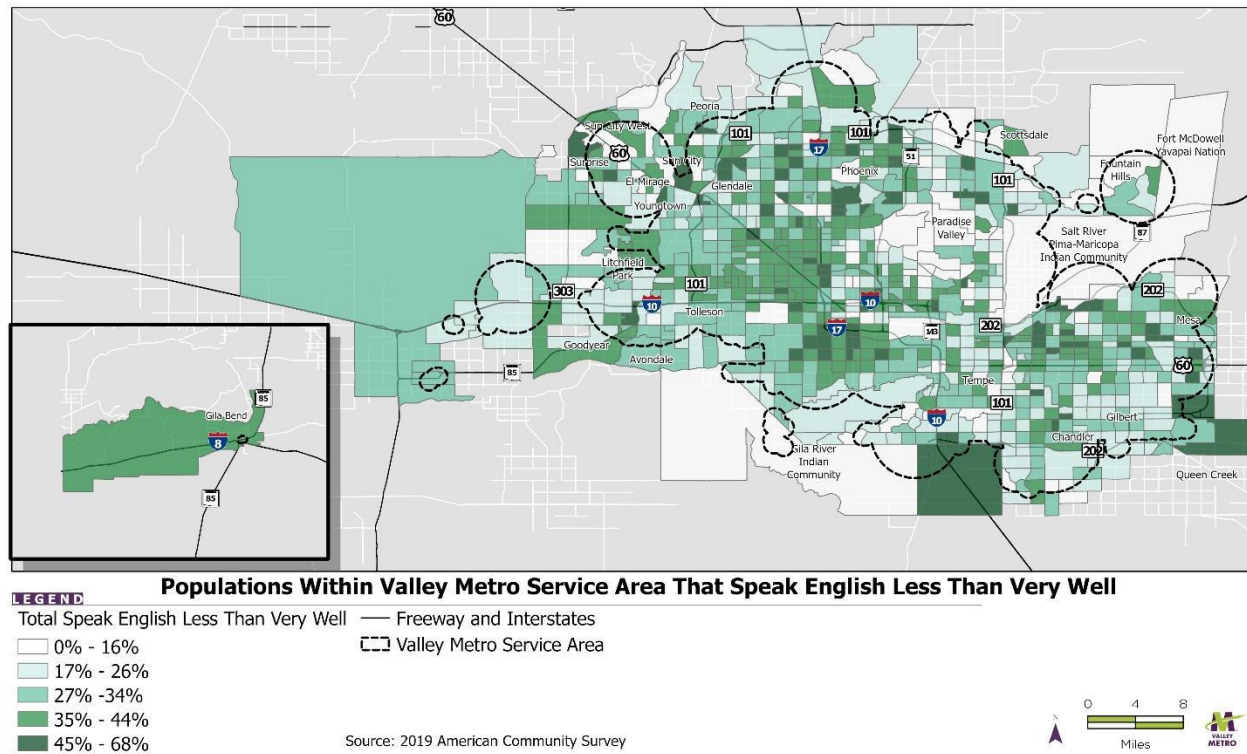 60
Peoria
Sun City West
101
101
Scottsdale
Fort McDowell
Yavapai Nation
17
51
60
Surprise
Sun City
Phoenix
Fountain
Hills
101
El Mirage
Glendale
Youngtown
Paradise
Valley
Salt River
Pima-Maricopa
Indian Community
87
Litchfield
Park
303
10
101
10
202
Tolleson
Mesa
17
143
202
Goodyear
Avondale
60
85
Tempe
101
10
Gilbert
Chandler
202
Gila River
Indian
Community
Queen Creek
85
Gila Bend
8
85
Populations Within Valley Metro Service Area That Speak English Less Than Very Well
LEGEND
Total Speak English Less Than Very Well
Freeway and Interstates
Valley Metro Service Area
0% - 16%
17% - 26%
27% -34%
35% - 44%
45% - 68%
Source: 2019 American Community Survey
N
0 4 8
Miles
VALLEY
METRO